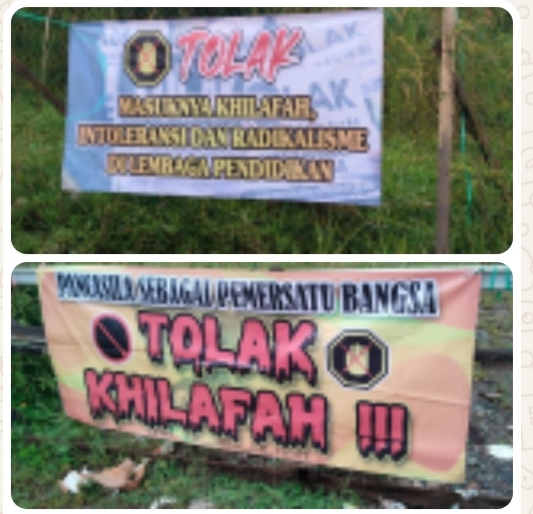 TOLAK
MASUKNYA KHILAFAH,
INTOLERANSI DAN RADIKALISME
DI LEMBAGA PENDIDIKAN
PANCASILA SEBAGAI PEMERSATU BANGSA
TOLAK
KHILAFAH !!!